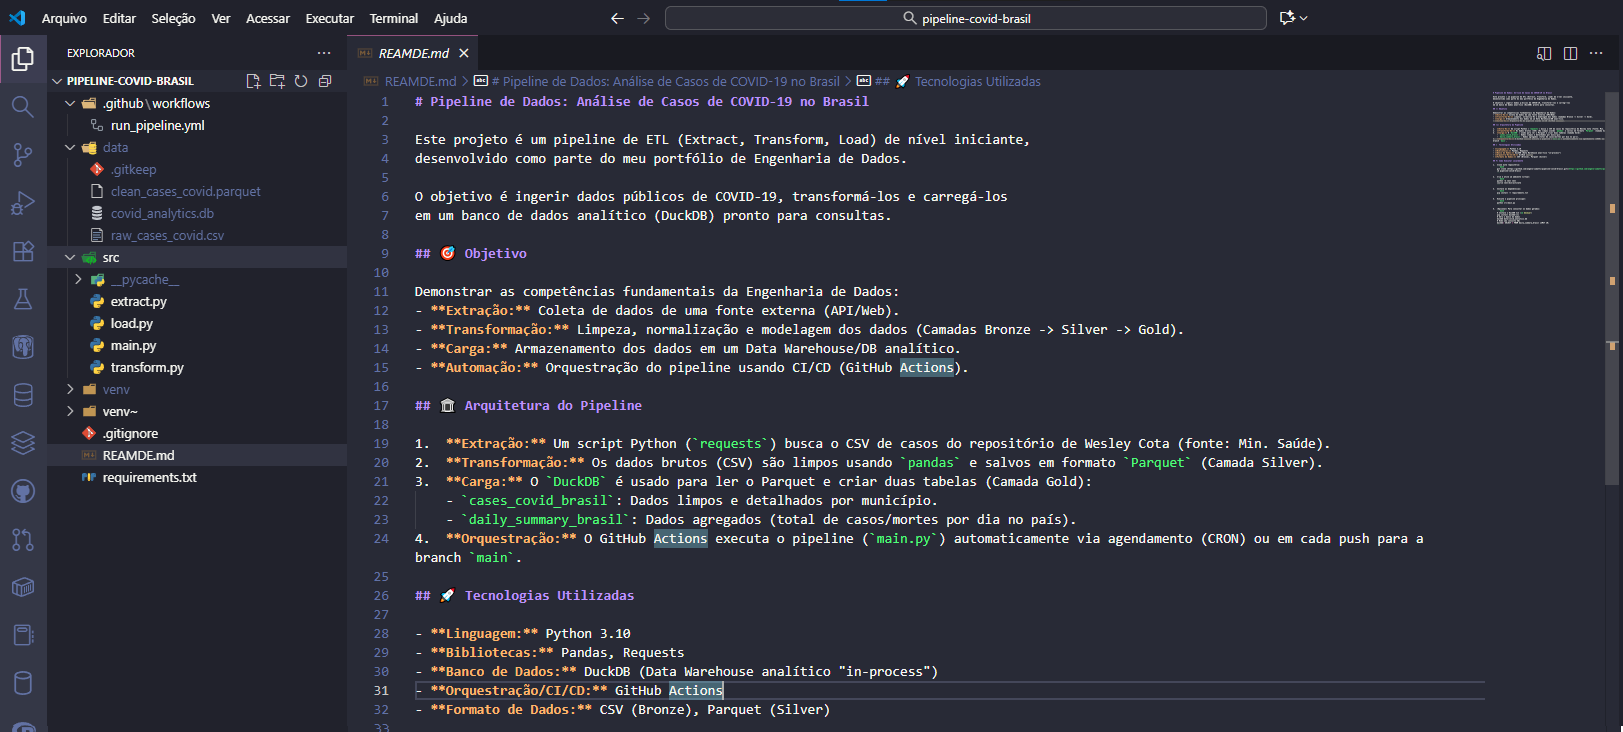 Arquivo Editar Seleção Ver Acessar Executar Terminal Ajuda
pipeline-covid-brasil
EXPLORADOR
PIPELINE-COVID-BRASIL
.github\workflows
run_pipeline.yml
data
.gitkeep
clean_cases_covid.parquet
covid_analytics.db
raw_cases_covid.csv
src
__pycache__
extract.py
load.py
main.py
transform.py
venv
venv~
.gitignore
REAMDE.md
requirements.txt
REAMDE.md
REAMDE.md > # Pipeline de Dados: Análise de Casos de COVID-19 no Brasil > ## 🚀 Tecnologias Utilizadas
1 # Pipeline de Dados: Análise de Casos de COVID-19 no Brasil
2
3 Este projeto é um pipeline de ETL (Extract, Transform, Load) de nível iniciante,
4 desenvolvido como parte do meu portfólio de Engenharia de Dados.
5
6 O objetivo é ingerir dados públicos de COVID-19, transformá-los e carregá-los
7 em um banco de dados analítico (DuckDB) pronto para consultas.
8
9 ## 🎯 Objetivo
10
11 Demonstrar as competências fundamentais da Engenharia de Dados:
12 - **Extração:** Coleta de dados de uma fonte externa (API/Web).
13 - **Transformação:** Limpeza, normalização e modelagem dos dados (Camadas Bronze -> Silver -> Gold).
14 - **Carga:** Armazenamento dos dados em um Data Warehouse/DB analítico.
15 - **Automação:** Orquestração do pipeline usando CI/CD (GitHub Actions).
16
17 ## 🏛️ Arquitetura do Pipeline
18
19 1.  **Extração:** Um script Python (`requests`) busca o CSV de casos do repositório de Wesley Cota (fonte: Min. Saúde).
20 2.  **Transformação:** Os dados brutos (CSV) são limpos usando `pandas` e salvos em formato `Parquet` (Camada Silver).
21 3.  **Carga:** O `DuckDB` é usado para ler o Parquet e criar duas tabelas (Camada Gold):
22     - `cases_covid_brasil`: Dados limpos e detalhados por município.
23     - `daily_summary_brasil`: Dados agregados (total de casos/mortes por dia no país).
24 4.  **Orquestração:** O GitHub Actions executa o pipeline (`main.py`) automaticamente via agendamento (CRON) ou em cada push para a
branch `main`.
25
26 ## 🚀 Tecnologias Utilizadas
27
28 - **Linguagem:** Python 3.10
29 - **Bibliotecas:** Pandas, Requests
30 - **Banco de Dados:** DuckDB (Data Warehouse analítico "in-process")
31 - **Orquestração/CI/CD:** GitHub Actions
32 - **Formato de Dados:** CSV (Bronze), Parquet (Silver)
33